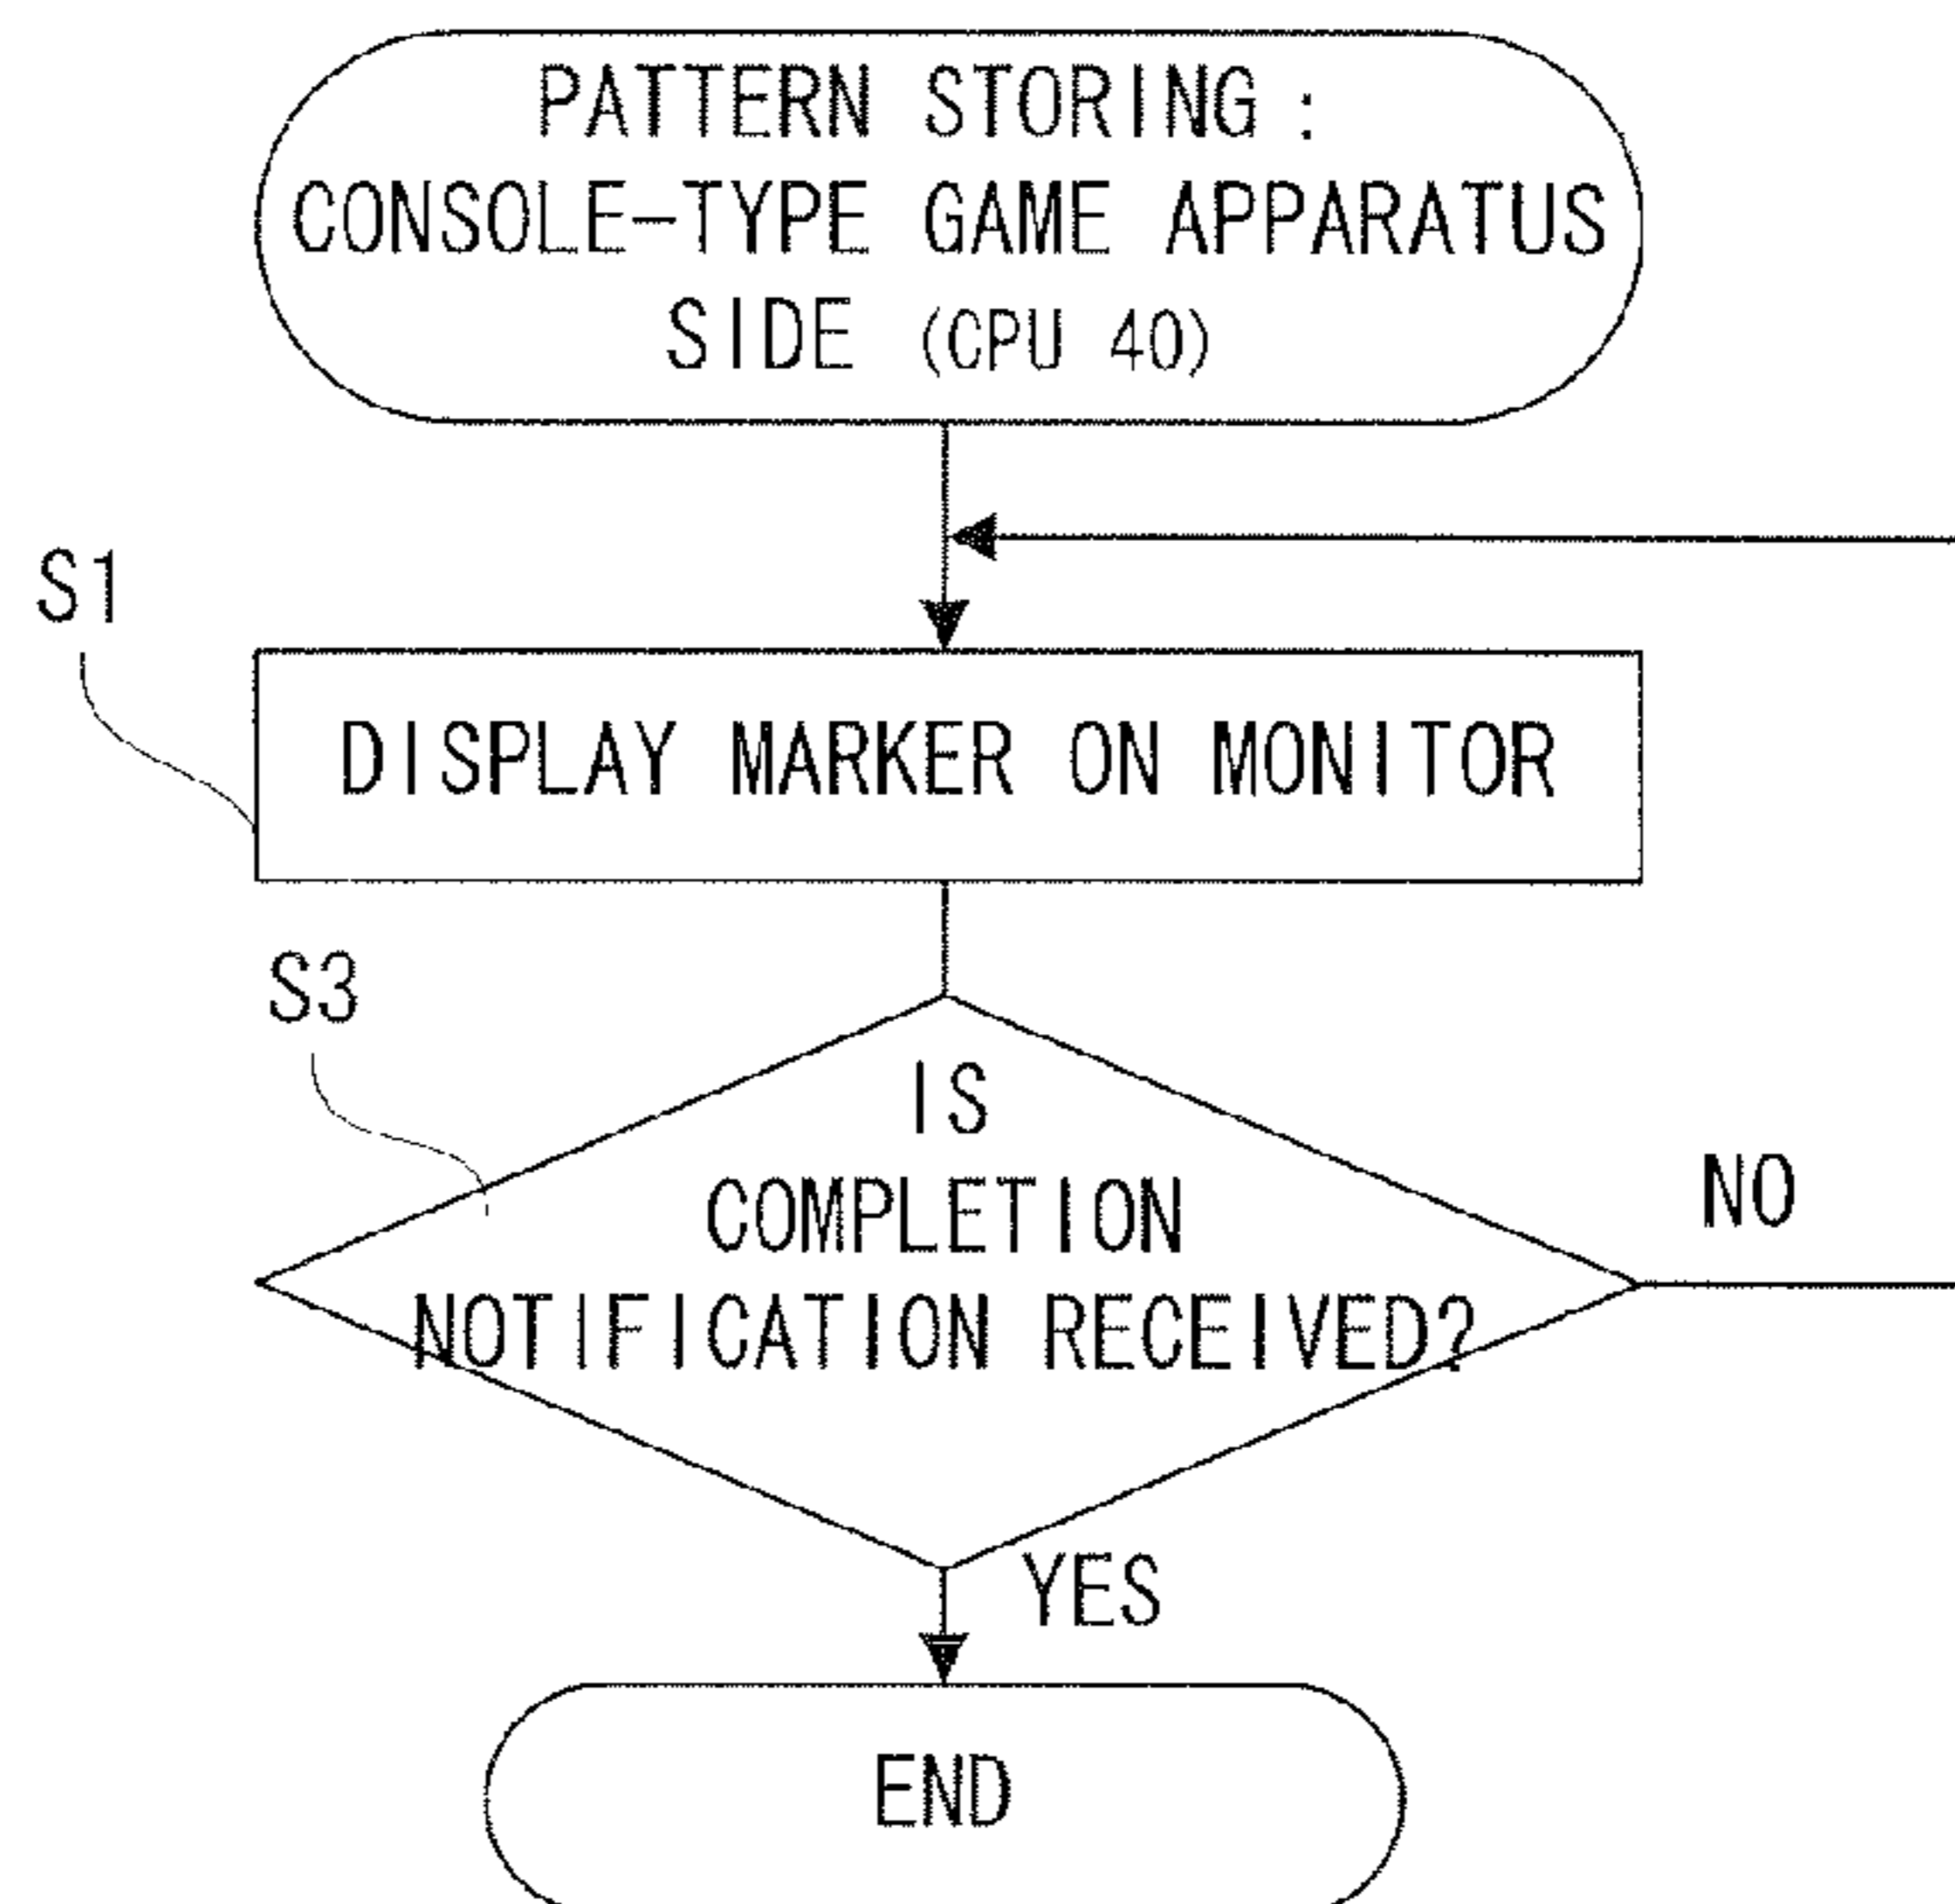 PATTERN STORING :
CONSOLE-TYPE GAME APPARATUS
SIDE (CPU 40)
S1
DISPLAY MARKER ON MONITOR
S3
IS
COMPLETION
NOTIFICATION RECEIVED?
NO
YES
END